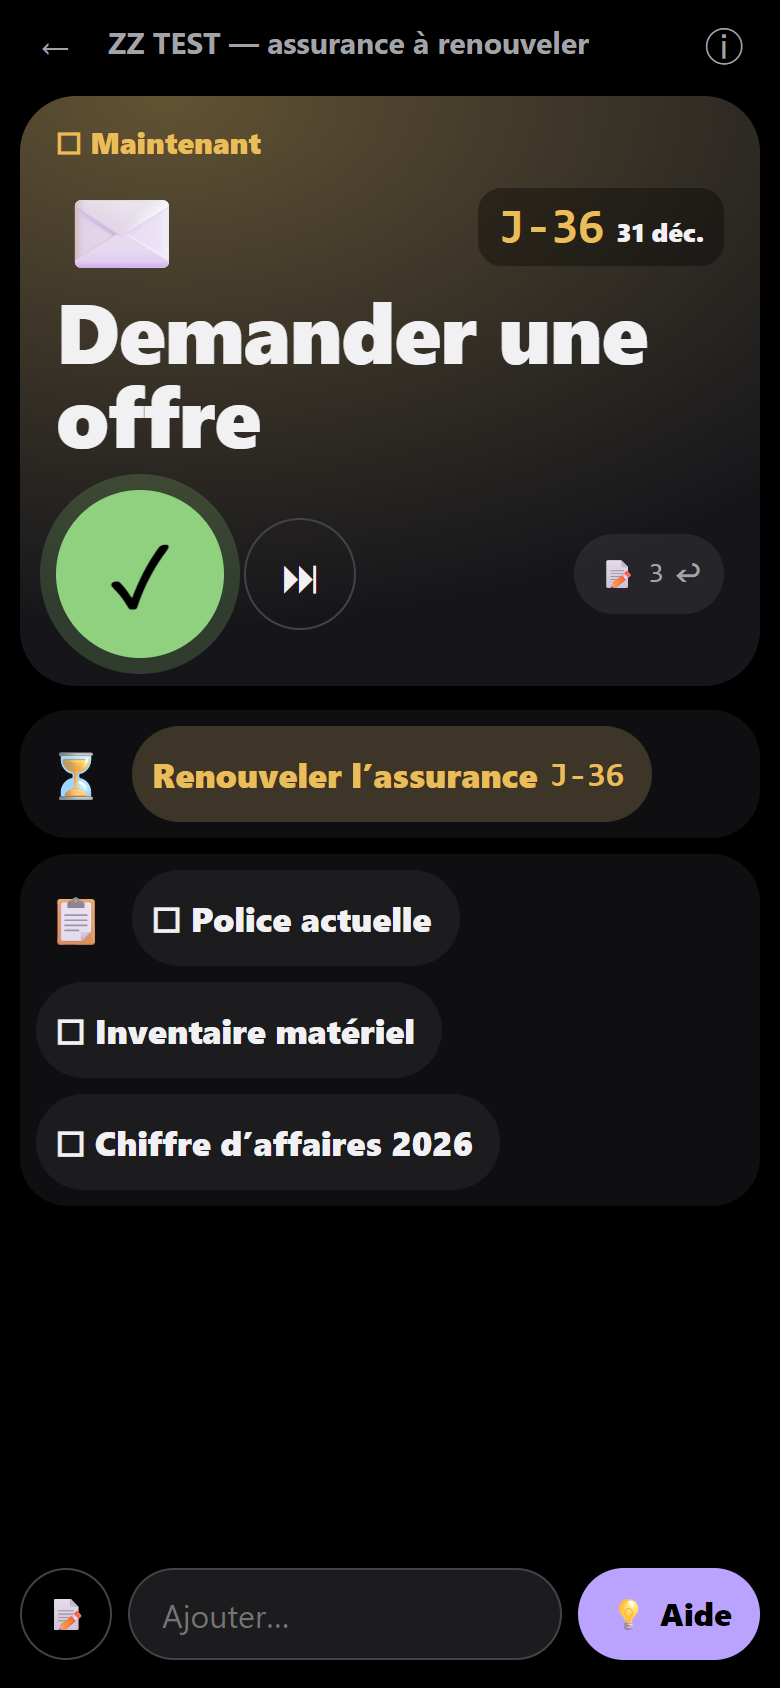 ← ZZ TEST — assurance à renouveler ⓘ
☐ Maintenant
J-36 31 déc.
Demander une
offre
3
Renouveler l’assurance J-36
☐ Police actuelle
☐ Inventaire matériel
☐ Chiffre d’affaires 2026
Ajouter...
Aide